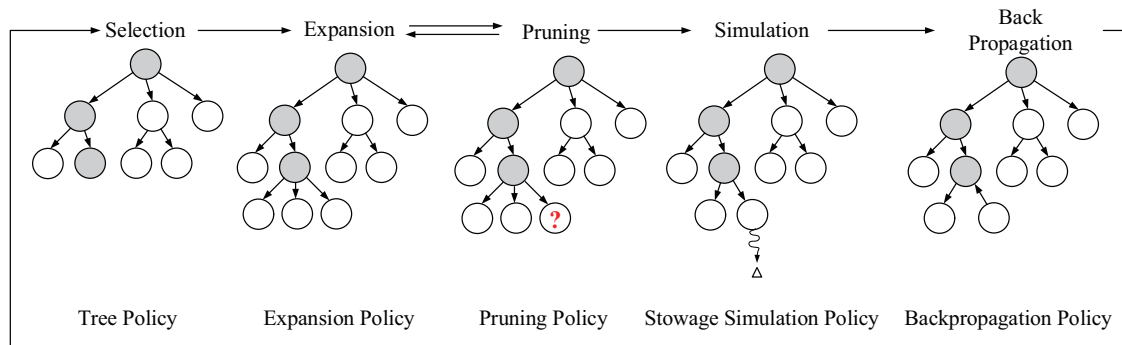 Selection
Expansion
Pruning
Simulation
Back
Propagation
?
Tree Policy
Expansion Policy
Pruning Policy
Stowage Simulation Policy
Backpropagation Policy